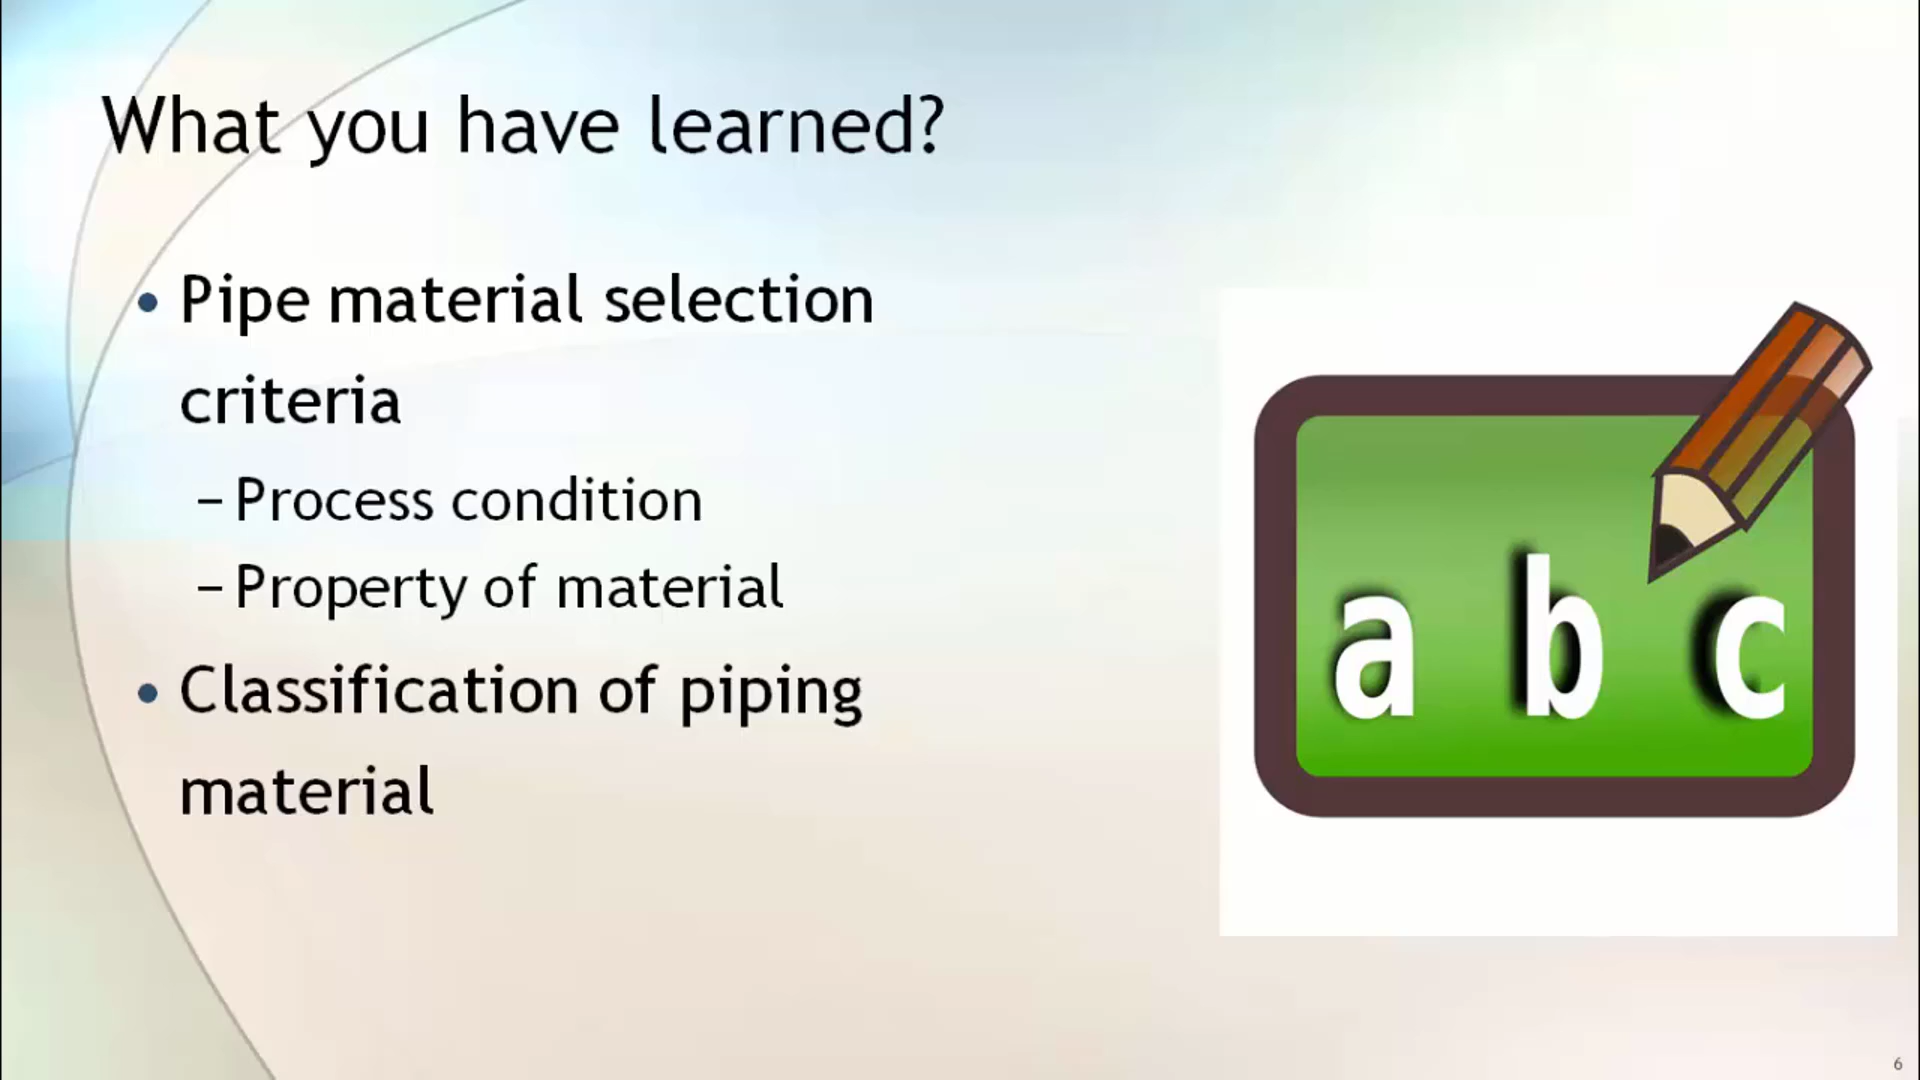 What you have learned?
• Pipe material selection
criteria
– Process condition
– Property of material
• Classification of piping
material
a b c
6